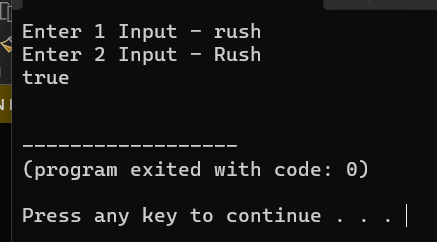 Enter 1 Input - rush
Enter 2 Input - Rush
true
------------------
(program exited with code: 0)
Press any key to continue . . .